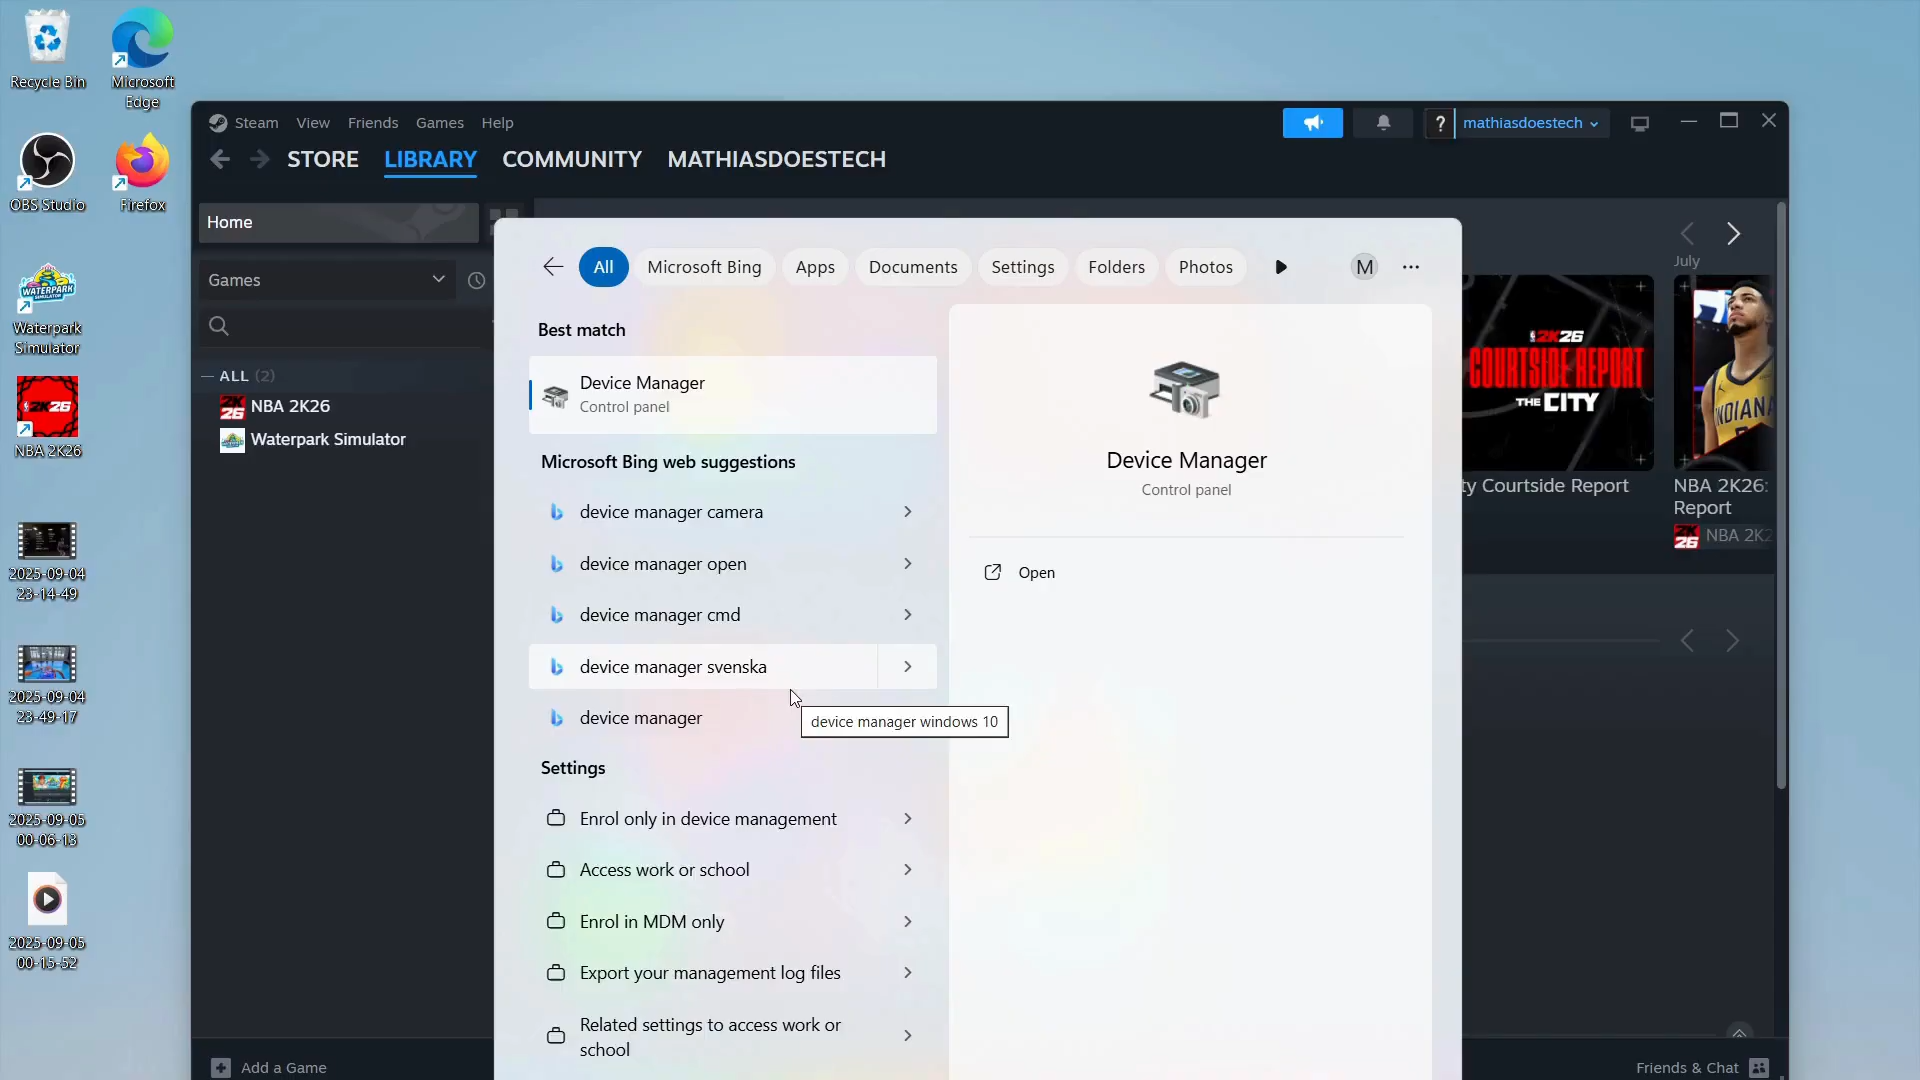 Recycle Bin
Microsoft
Edge
OBS Studio
Firefox
Waterpark
Simulator
NBA 2K26
2025-09-04
23-14-49
2025-09-04
23-49-17
2025-09-05
00-06-13
2025-09-05
00-15-52
Steam View Friends Games Help
? mathiasdoestech
STORE LIBRARY COMMUNITY MATHIASDOESTECH
Home
Games
ALL (2)
NBA 2K26
Waterpark Simulator
Add a Game
All Microsoft Bing Apps Documents Settings Folders Photos M
Best match
Device Manager
Control panel
Microsoft Bing web suggestions
device manager camera
device manager open
device manager cmd
device manager svenska
device manager
device manager windows 10
Settings
Enrol only in device management
Access work or school
Enrol in MDM only
Export your management log files
Related settings to access work or
school
Device Manager
Control panel
Open
July
2K26
COURTSIDE REPORT
THE CITY
INDIANA
ty Courtside Report
NBA 2K26:
Report
NBA 2K2
Friends & Chat